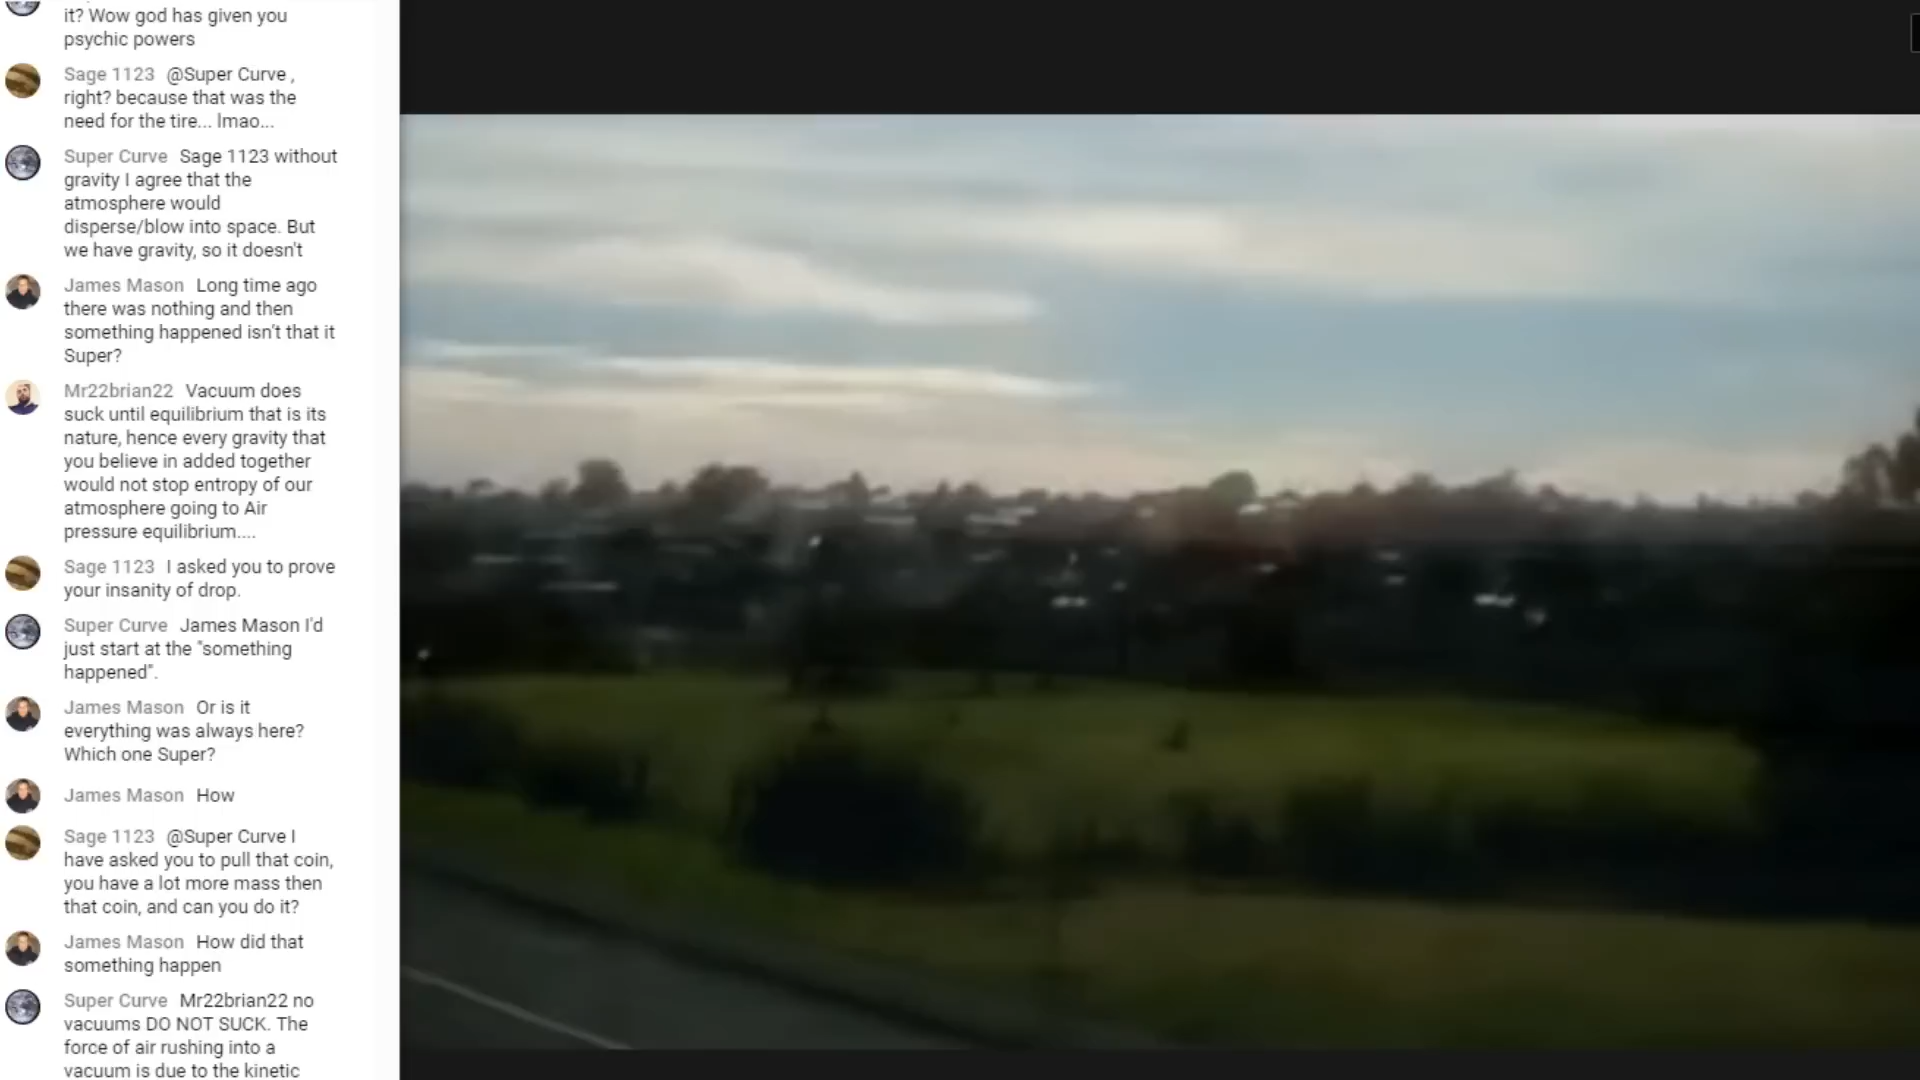 it? Wow god has given you
psychic powers
Sage 1123 @Super Curve ,
right? because that was the
need for the tire... lmao...
Super Curve Sage 1123 without
gravity I agree that the
atmosphere would
disperse/blow into space. But
we have gravity, so it doesn't
James Mason Long time ago
there was nothing and then
something happened isn't that it
Super?
Mr22brian22 Vacuum does
suck until equilibrium that is its
nature, hence every gravity that
you believe in added together
would not stop entropy of our
atmosphere going to Air
pressure equilibrium....
Sage 1123 I asked you to prove
your insanity of drop.
Super Curve James Mason I'd
just start at the "something
happened".
James Mason Or is it
everything was always here?
Which one Super?
James Mason How
Sage 1123 @Super Curve I
have asked you to pull that coin,
you have a lot more mass then
that coin, and can you do it?
James Mason How did that
something happen
Super Curve Mr22brian22 no
vacuums DO NOT SUCK. The
force of air rushing into a
vacuum is due to the kinetic